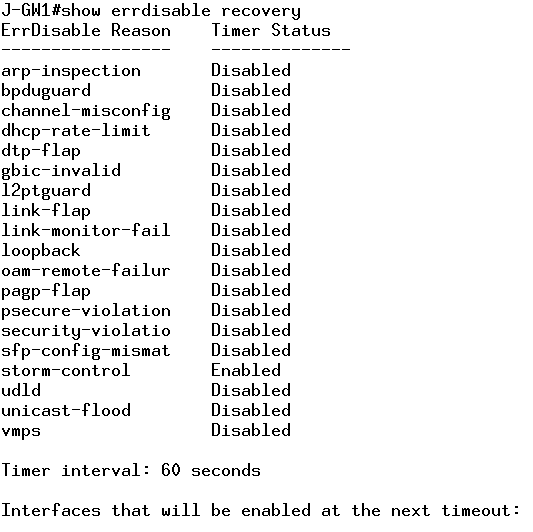 J-GW1#show errdisable recovery
ErrDisable Reason    Timer Status
-----------------    --------------
arp-inspection       Disabled
bpduguard            Disabled
channel-misconfig    Disabled
dhcp-rate-limit      Disabled
dtp-flap             Disabled
gbic-invalid         Disabled
l2ptguard            Disabled
link-flap            Disabled
link-monitor-fail    Disabled
loopback             Disabled
oam-remote-failur    Disabled
pagp-flap            Disabled
psecure-violation    Disabled
security-violatio    Disabled
sfp-config-mismat    Disabled
storm-control        Enabled
udld                 Disabled
unicast-flood        Disabled
vmps                 Disabled

Timer interval: 60 seconds

Interfaces that will be enabled at the next timeout: